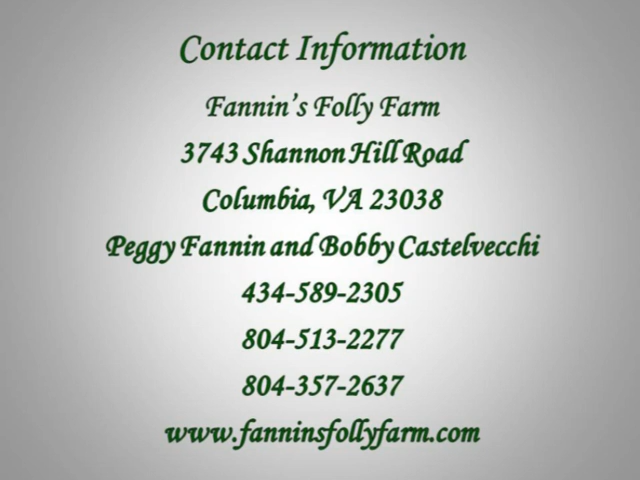 Contact Information
Fannin's Folly Farm
3743 Shannon Hill Road
Columbia, VA 23038
Peggy Fannin and Bobby Castelvecchi
434-589-2305
804-513-2277
804-357-2637
www.fanninsfollyfarm.com